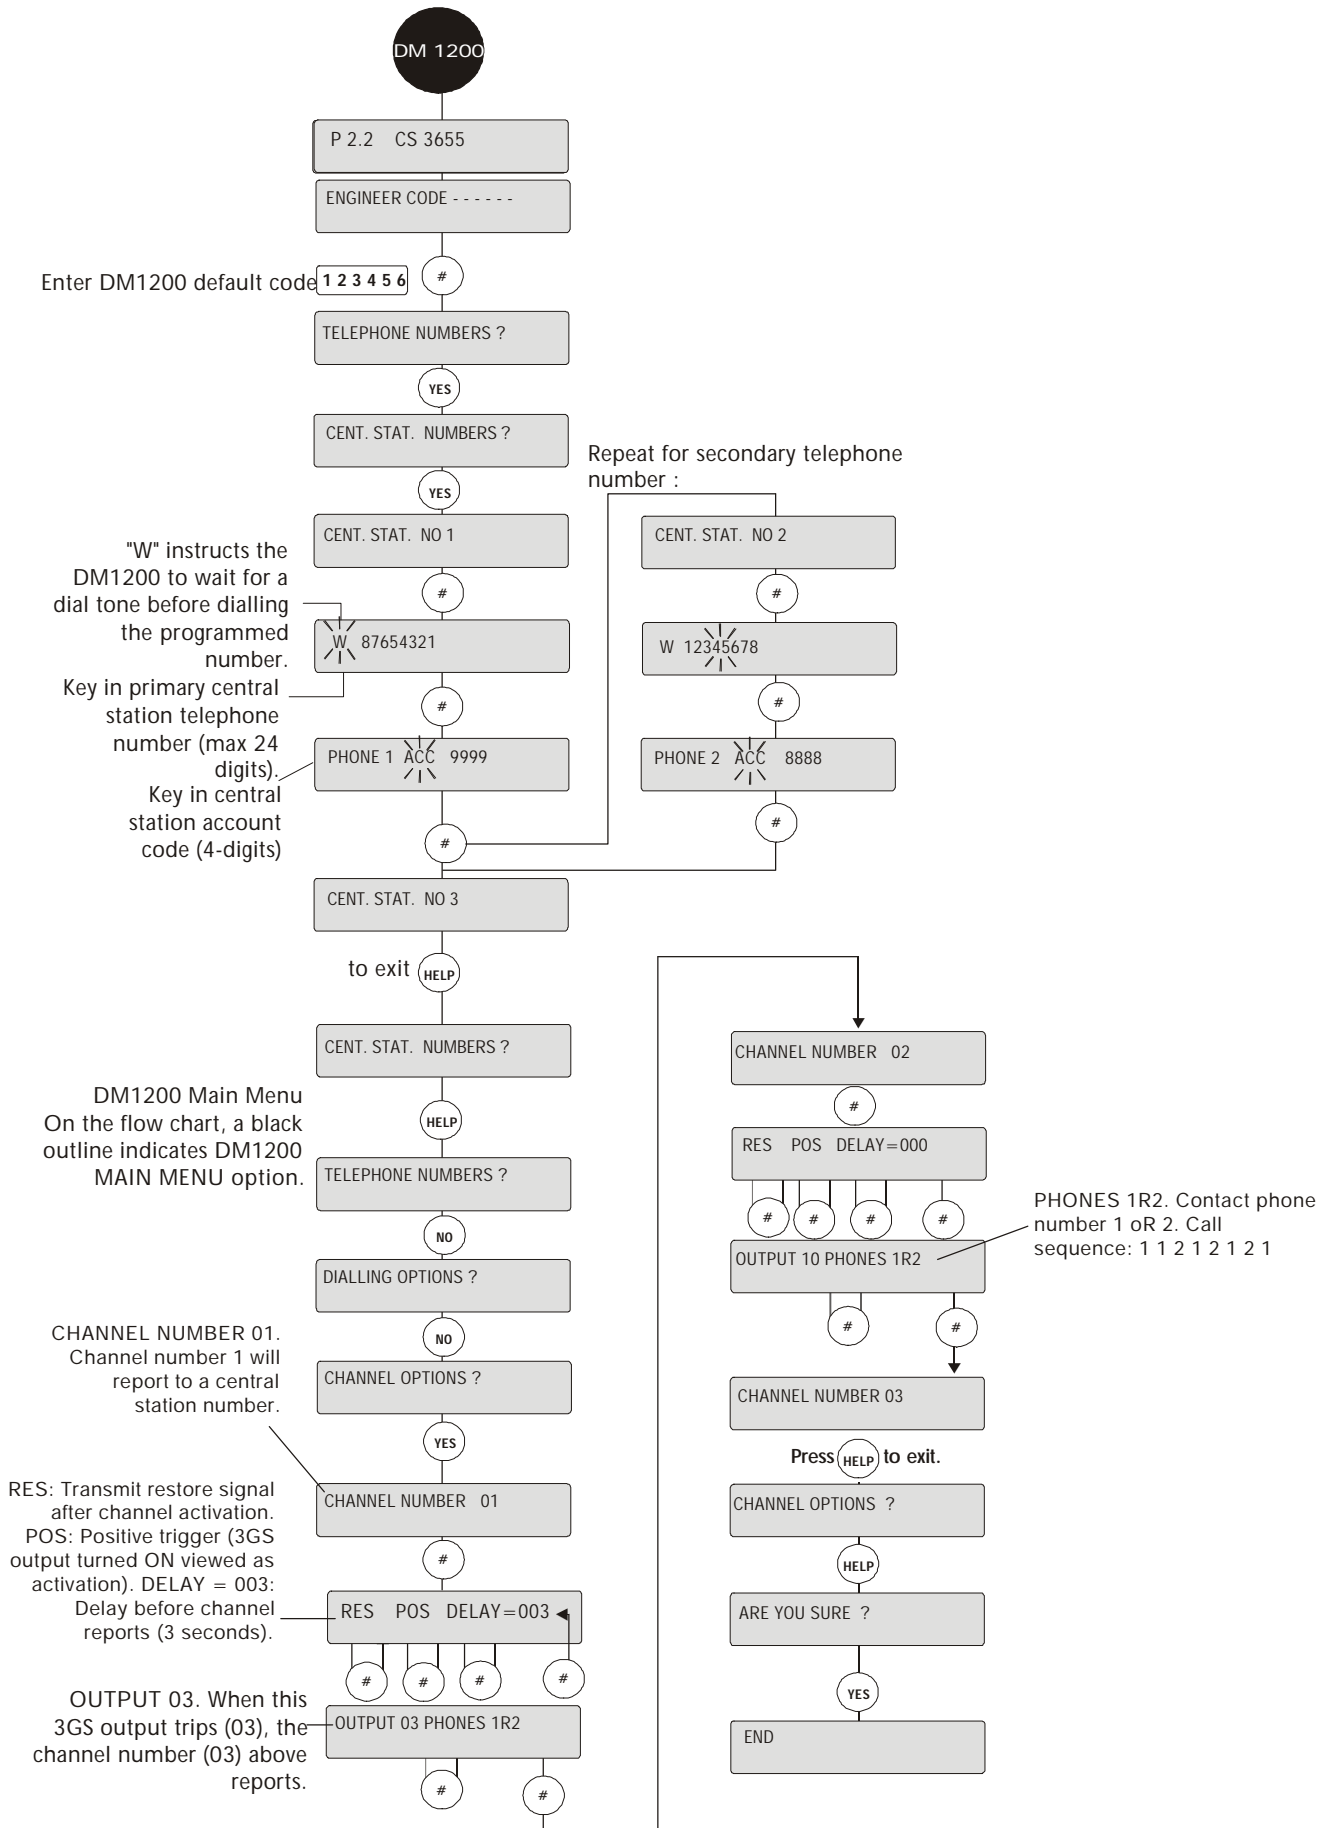 DM 1200
P 2.2 CS 3655
ENGINEER CODE - - - - - -
Enter DM1200 default code
1 2 3 4 5 6
#
TELEPHONE NUMBERS ?
YES
CENT. STAT. NUMBERS ?
YES
CENT. STAT. NO 1
#
"W" instructs the
DM1200 to wait for a
dial tone before dialling
the programmed
number.
W 87654321
Key in primary central
station telephone
number (max 24
digits).
#
PHONE 1 ACC 9999
Key in central
station account
code (4-digits)
#
Repeat for secondary telephone
number :
CENT. STAT. NO 2
#
W 12345678
#
PHONE 2 ACC 8888
#
CENT. STAT. NO 3
to exit
HELP
CENT. STAT. NUMBERS ?
HELP
DM1200 Main Menu
On the flow chart, a black
outline indicates DM1200
MAIN MENU option.
TELEPHONE NUMBERS ?
NO
DIALLING OPTIONS ?
NO
CHANNEL OPTIONS ?
YES
CHANNEL NUMBER 01.
Channel number 1 will
report to a central
station number.
CHANNEL NUMBER 01
#
RES: Transmit restore signal
after channel activation.
POS: Positive trigger (3GS
output turned ON viewed as
activation). DELAY = 003:
Delay before channel
reports (3 seconds).
RES POS DELAY=003
# # # #
OUTPUT 03. When this
3GS output trips (03), the
channel number (03) above
reports.
OUTPUT 03 PHONES 1R2
# #
CHANNEL NUMBER 02
#
RES POS DELAY=000
# # # #
OUTPUT 10 PHONES 1R2
PHONES 1R2. Contact phone
number 1 oR 2. Call
sequence: 1 1 2 1 2 1 2 1
# #
CHANNEL NUMBER 03
Press HELP to exit.
CHANNEL OPTIONS ?
HELP
ARE YOU SURE ?
YES
END